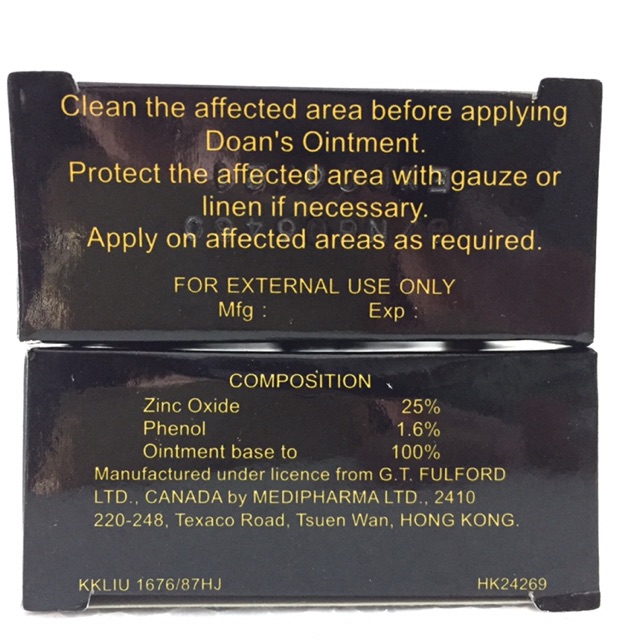 Clean the affected area before applying
Doan's Ointment.
Protect the affected area with gauze or
linen if necessary.
Apply on affected areas as required.
FOR EXTERNAL USE ONLY
Mfg : Exp :
COMPOSITION
Zinc Oxide 25%
Phenol 1.6%
Ointment base to 100%
Manufactured under licence from G.T. FULFORD
LTD., CANADA by MEDIPHARMA LTD., 2410
220-248, Texaco Road, Tsuen Wan, HONG KONG.
KKLIU 1676/87HJ HK24269